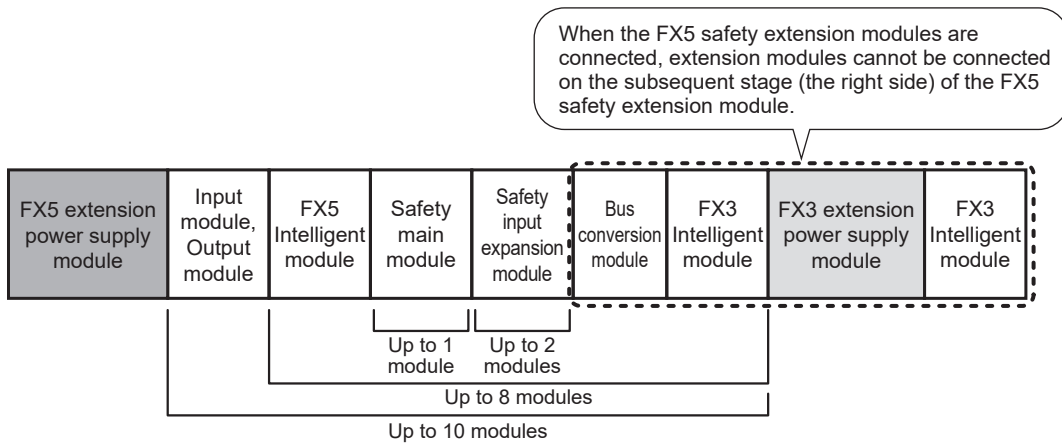 When the FX5 safety extension modules are
connected, extension modules cannot be connected
on the subsequent stage (the right side) of the FX5
safety extension module.
FX5 extension
power supply
module
Input
module,
Output
module
FX5
Intelligent
module
Safety
main
module
Safety
input
expansion
module
Bus
conversion
module
FX3
Intelligent
module
FX3 extension
power supply
module
FX3
Intelligent
module
Up to 1
module
Up to 2
modules
Up to 8 modules
Up to 10 modules